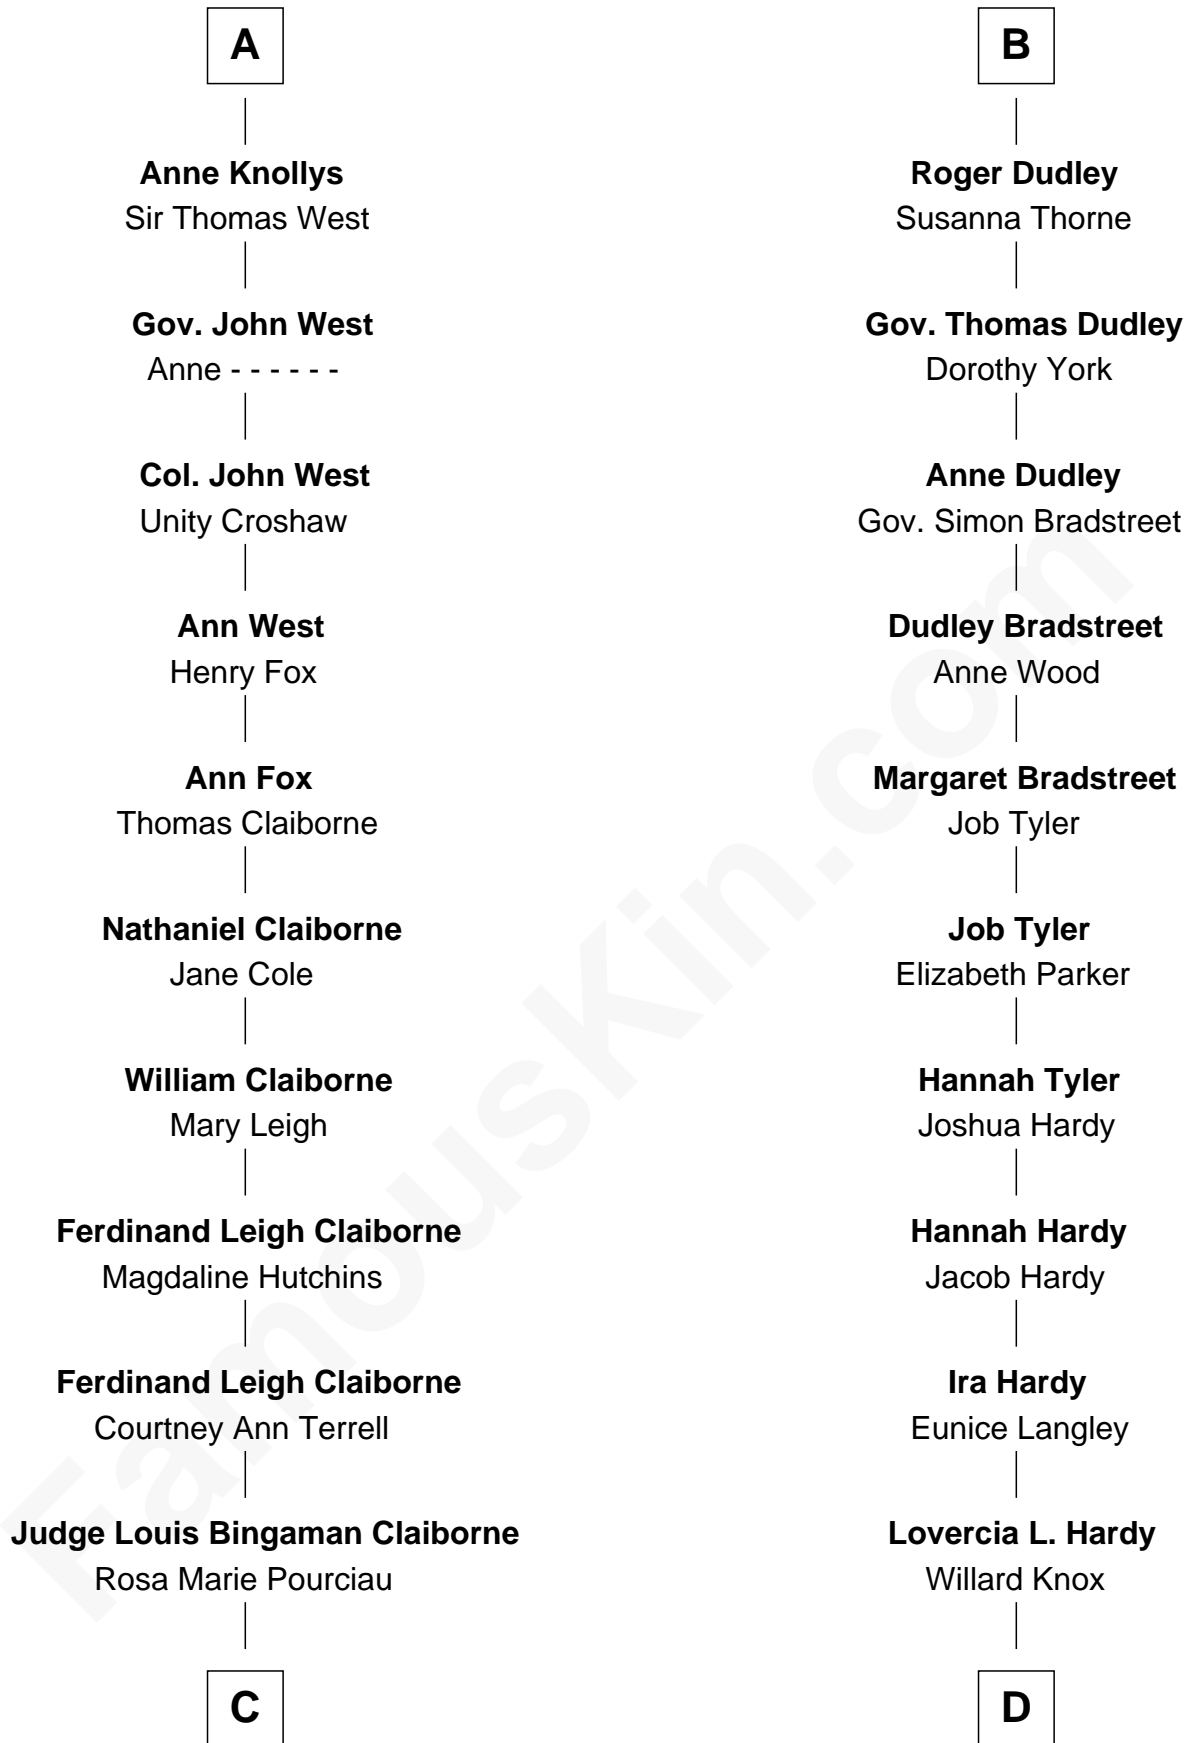 A
Anne Knollys
Sir Thomas West
Gov. John West
Anne - - - - - -
Col. John West
Unity Croshaw
Ann West
Henry Fox
Ann Fox
Thomas Claiborne
Nathaniel Claiborne
Jane Cole
William Claiborne
Mary Leigh
Ferdinand Leigh Claiborne
Magdaline Hutchins
Ferdinand Leigh Claiborne
Courtney Ann Terrell
Judge Louis Bingaman Claiborne
Rosa Marie Pourciau
C
B
Roger Dudley
Susanna Thorne
Gov. Thomas Dudley
Dorothy York
Anne Dudley
Gov. Simon Bradstreet
Dudley Bradstreet
Anne Wood
Margaret Bradstreet
Job Tyler
Job Tyler
Elizabeth Parker
Hannah Tyler
Joshua Hardy
Hannah Hardy
Jacob Hardy
Ira Hardy
Eunice Langley
Lovercia L. Hardy
Willard Knox
D
FamousKin.com